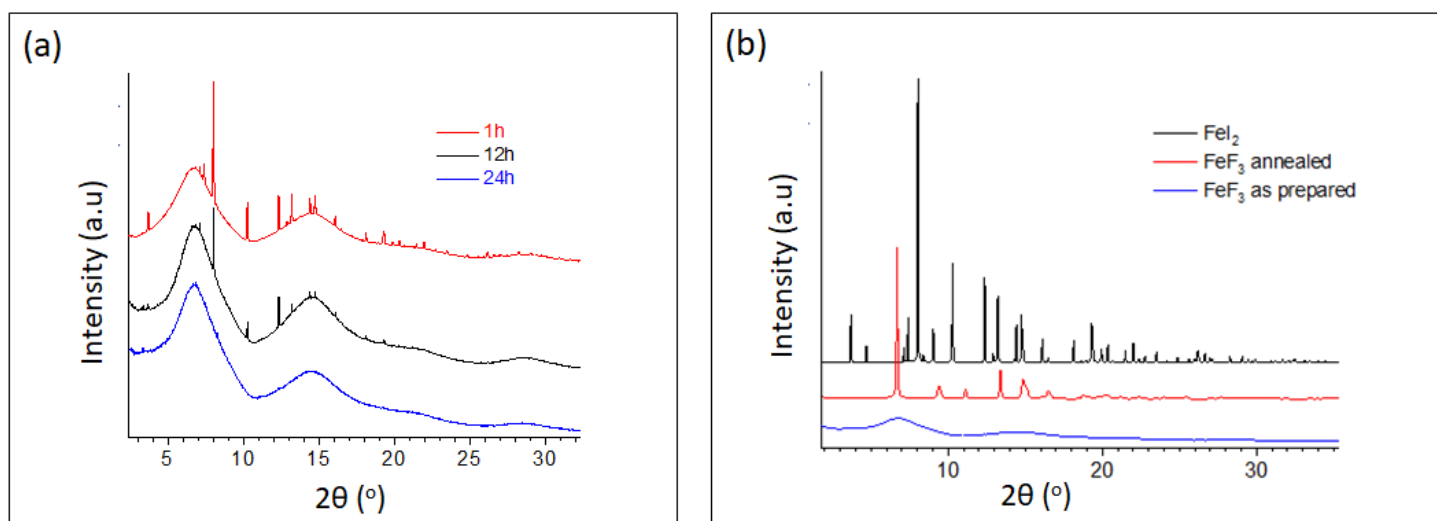 (a)
1h
12h
24h
Intensity (a.u)
5 10 15 20 25 30
2θ (°)
(b)
FeI₂
FeF₃ annealed
FeF₃ as prepared
Intensity (a.u)
10 20 30
2θ (°)